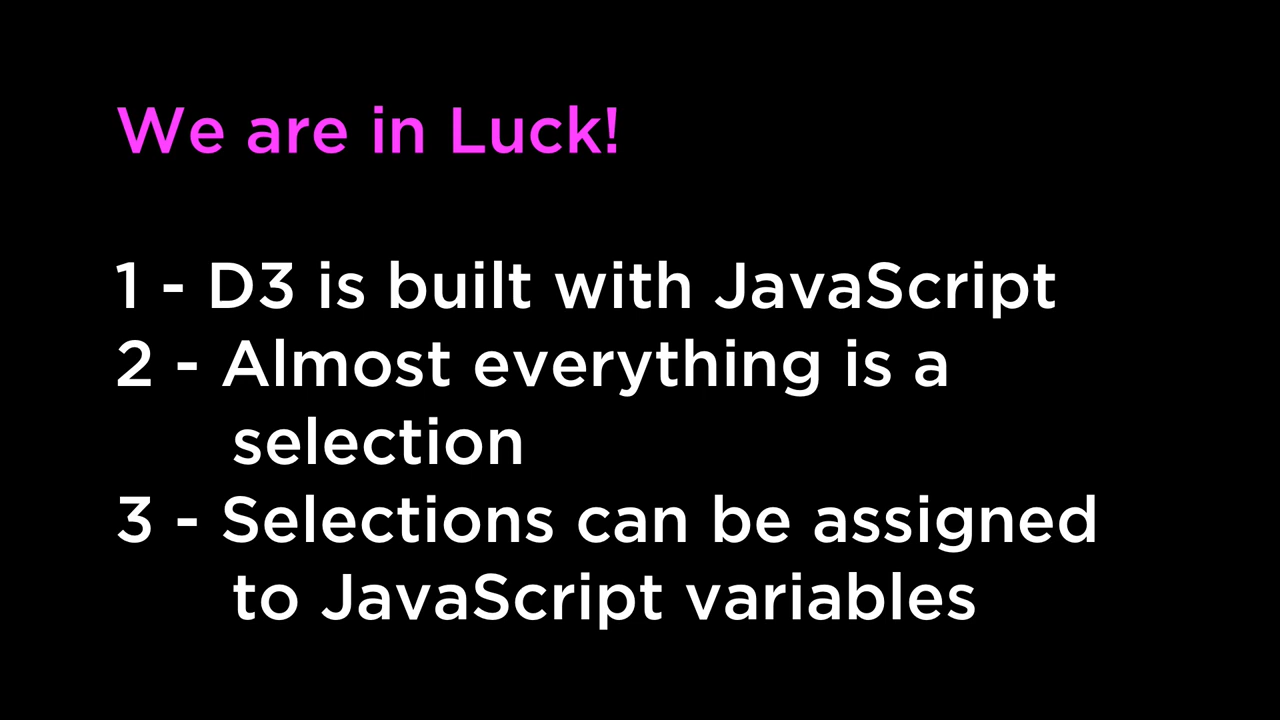 We are in Luck!
1 - D3 is built with JavaScript
2 - Almost everything is a
selection
3 - Selections can be assigned
to JavaScript variables